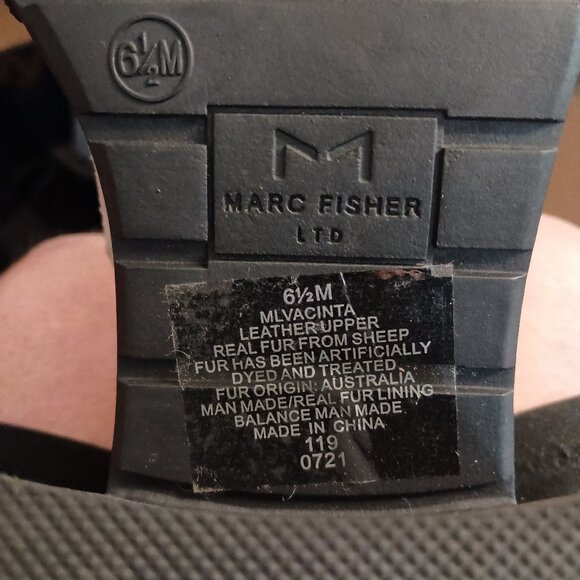 6½M
MARC FISHER
LTD
6½M
MLVACINTA
LEATHER UPPER
REAL FUR FROM SHEEP
FUR HAS BEEN ARTIFICIALLY
DYED AND TREATED
FUR ORIGIN: AUSTRALIA
MAN MADE/REAL FUR LINING
BALANCE MAN MADE
MADE IN CHINA
119
0721